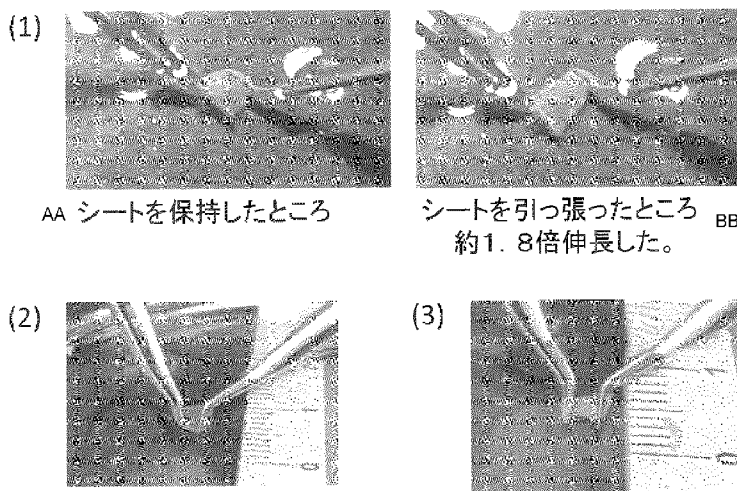 (1)
AA シートを保持したところ
シートを引っ張ったところ BB
約1.8倍伸長した。
(2)
(3)